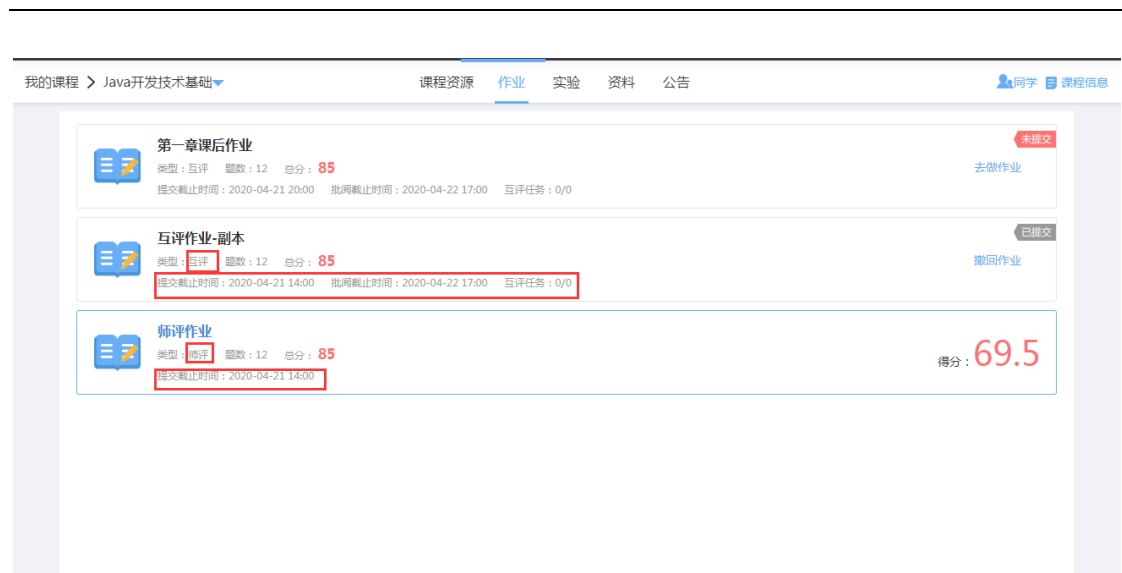 我的课程 > Java开发技术基础 课程资源 作业 实验 资料 公告 同学 课程信息
第一章课后作业 未提交
类型：互评 题数：12 总分：85 去做作业
提交截止时间：2020-04-21 20:00 批阅截止时间：2020-04-22 17:00 互评任务：0/0
互评作业-副本 已提交
类型：互评 题数：12 总分：85 撤回作业
提交截止时间：2020-04-21 14:00 批阅截止时间：2020-04-22 17:00 互评任务：0/0
师评作业
类型：师评 题数：12 总分：85 得分：69.5
提交截止时间：2020-04-21 14:00